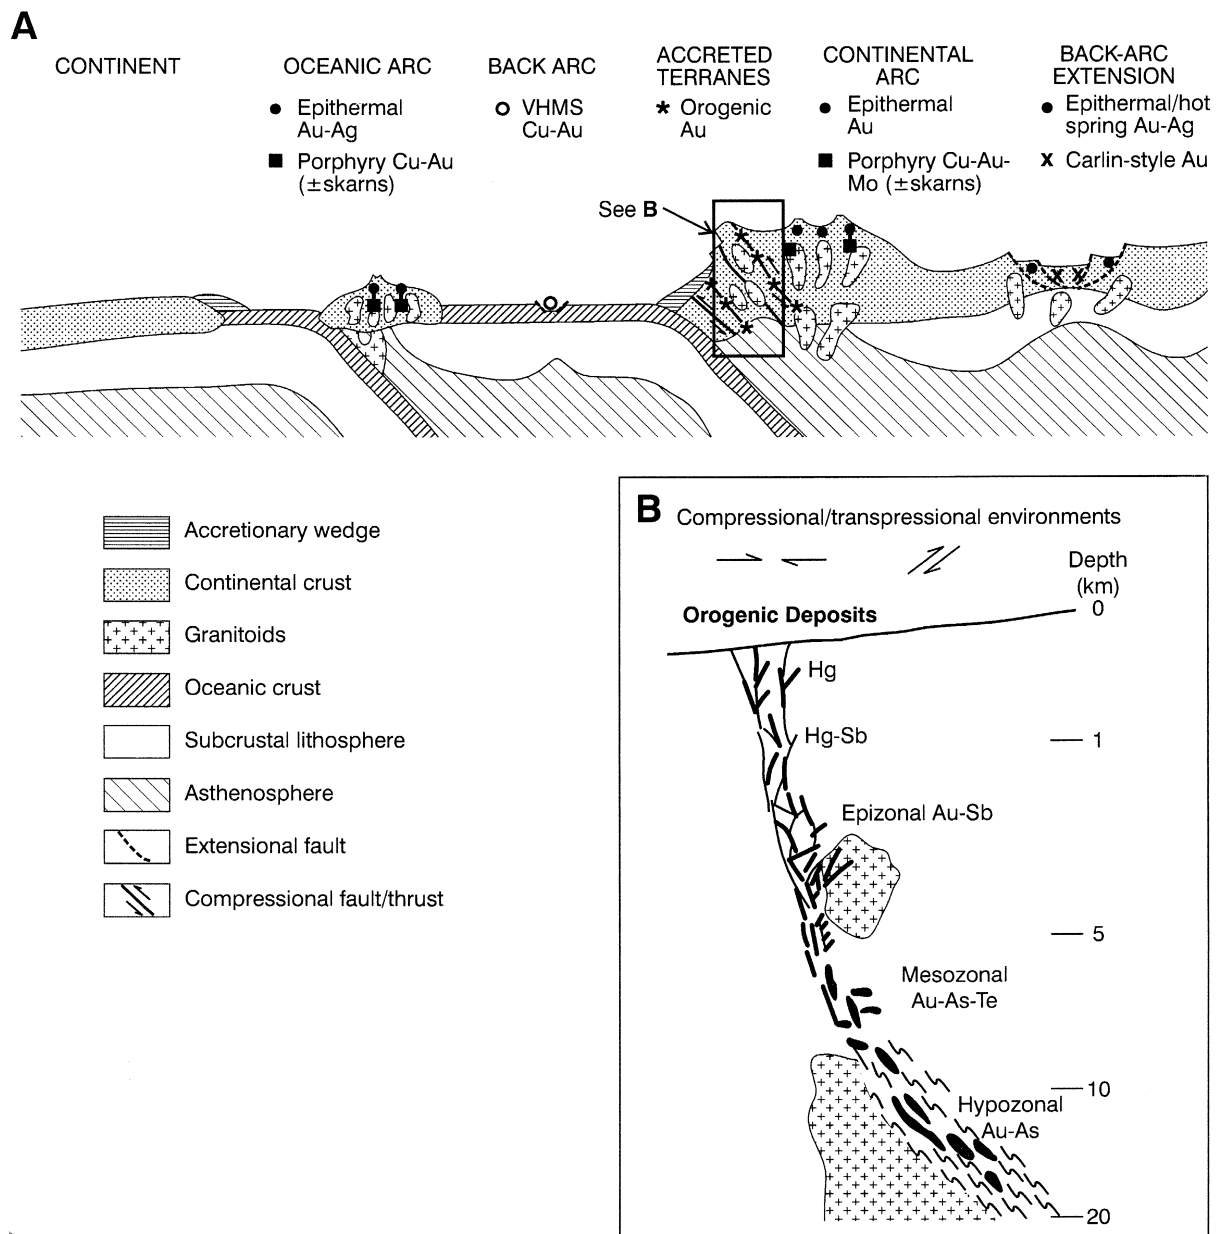 A
CONTINENT
OCEANIC ARC
● Epithermal
Au-Ag
■ Porphyry Cu-Au
(±skarns)
BACK ARC
VHMS
Cu-Au
ACCRETED
TERRANES
* Orogenic
Au
CONTINENTAL
ARC
● Epithermal
Au
■ Porphyry Cu-Au-
Mo (±skarns)
BACK-ARC
EXTENSION
● Epithermal/hot
spring Au-Ag
x Carlin-style Au
See B
x x
Accretionary wedge
Continental crust
Granitoids
Oceanic crust
Subcrustal lithosphere
Asthenosphere
Extensional fault
Compressional fault/thrust
B
Compressional/transpressional environments
Depth
(km)
Orogenic Deposits
0
Hg
Hg-Sb
1
Epizonal Au-Sb
5
Mesozonal
Au-As-Te
10
Hypozonal
Au-As
20